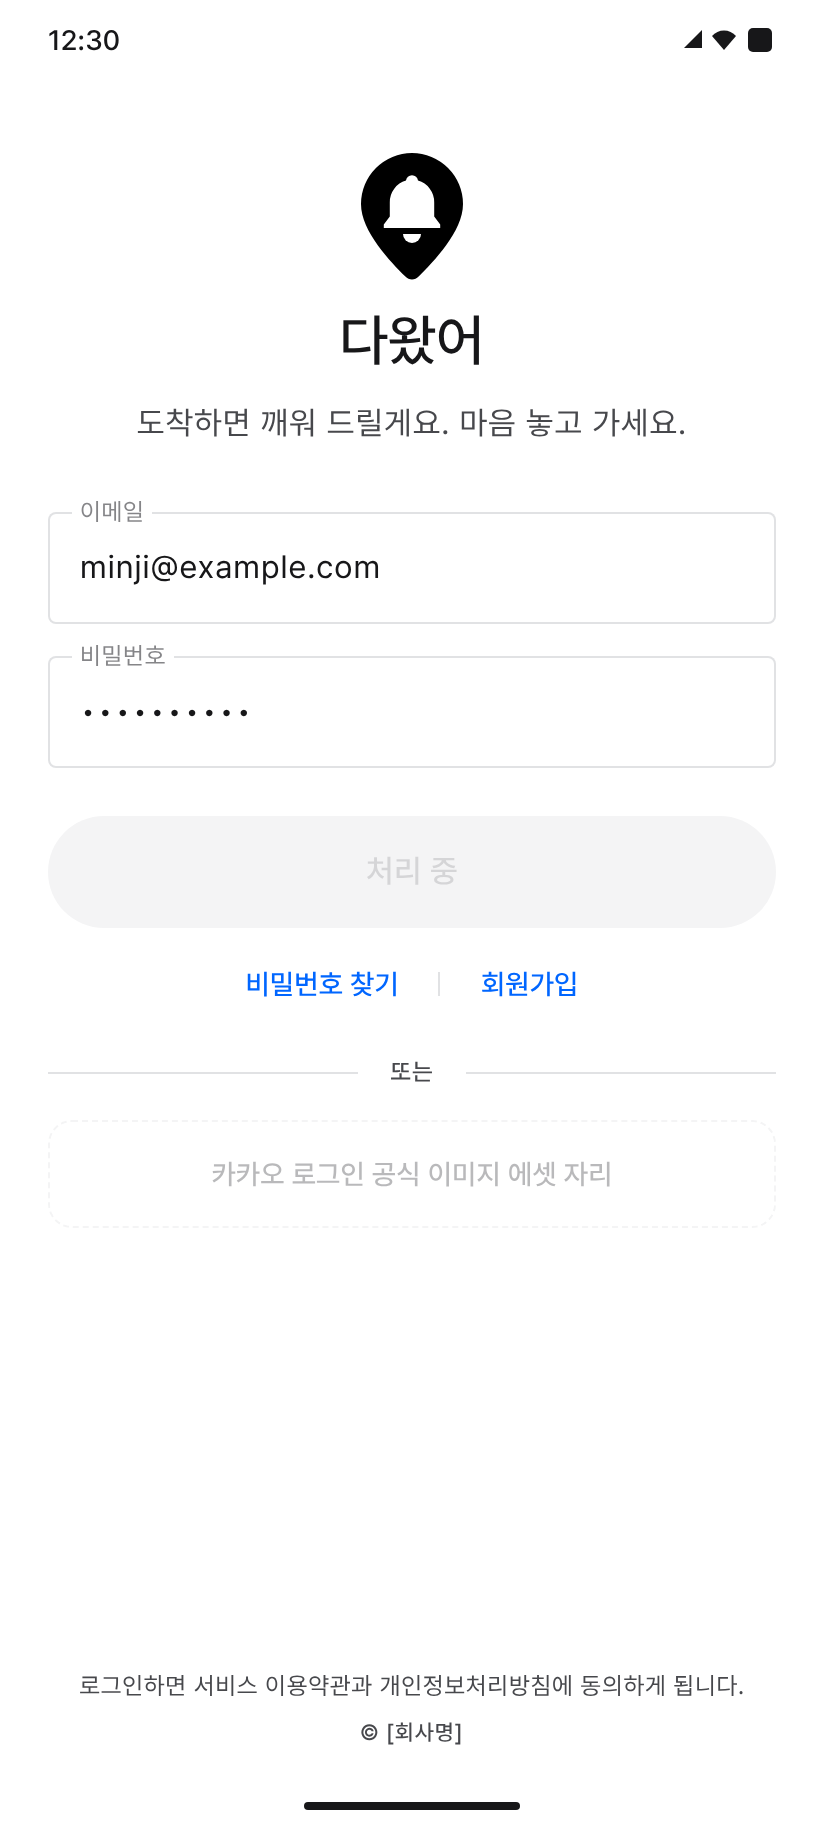 12:30
다왔어
도착하면 깨워 드릴게요. 마음 놓고 가세요.
이메일
minji@example.com
비밀번호
••••••••••
처리 중
비밀번호 찾기
회원가입
또는
카카오 로그인 공식 이미지 에셋 자리
로그인하면 서비스 이용약관과 개인정보처리방침에 동의하게 됩니다.
© [회사명]